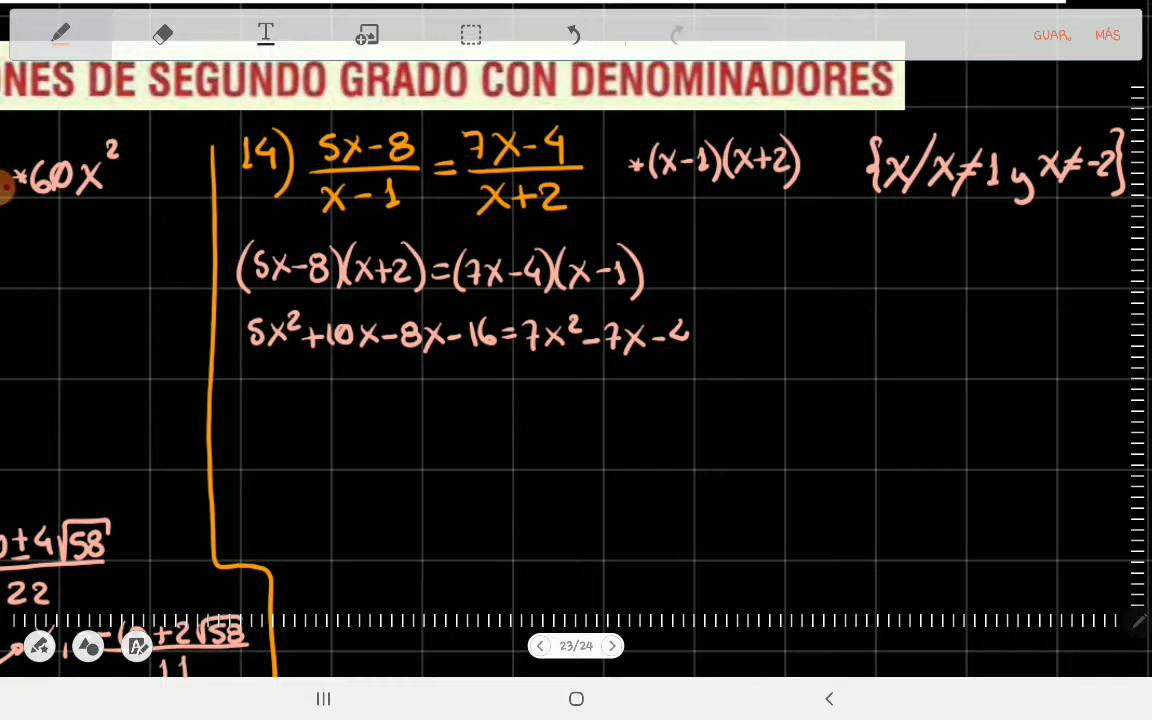 T
GUAR.
MÁS
NES DE SEGUNDO GRADO CON DENOMINADORES
*60x²
14) (5x-8)/(x-1) = (7x-4)/(x+2) *(x-1)(x+2) {x/x≠1 y x≠-2}
(5x-8)(x+2)=(7x-4)(x-1)
5x²+10x-8x-16=7x²-7x-4
±4√58
22
+2√58
11
23/24